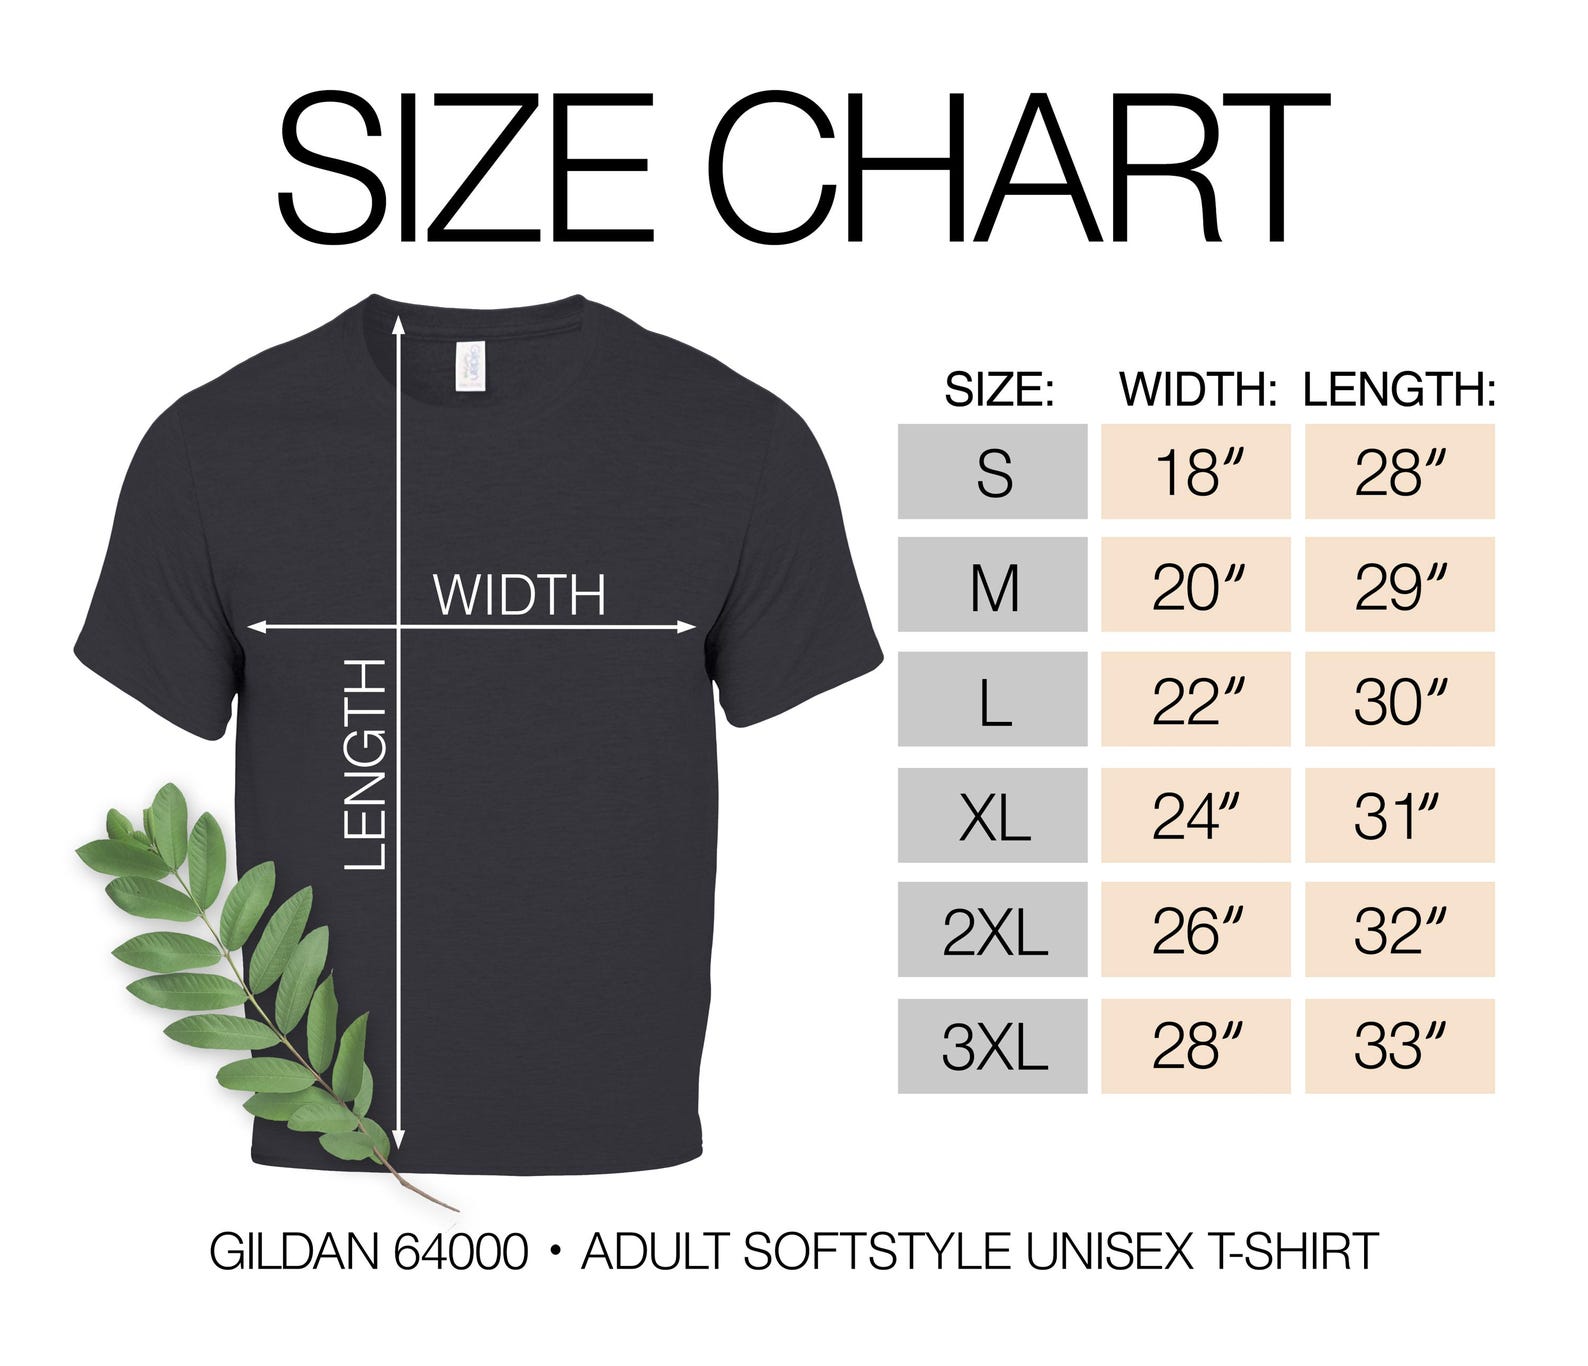 SIZE CHART
SIZE: WIDTH: LENGTH:
S 18″ 28″
M 20″ 29″
L 22″ 30″
XL 24″ 31″
2XL 26″ 32″
3XL 28″ 33″
WIDTH
LENGTH
GILDAN 64000 • ADULT SOFTSTYLE UNISEX T-SHIRT